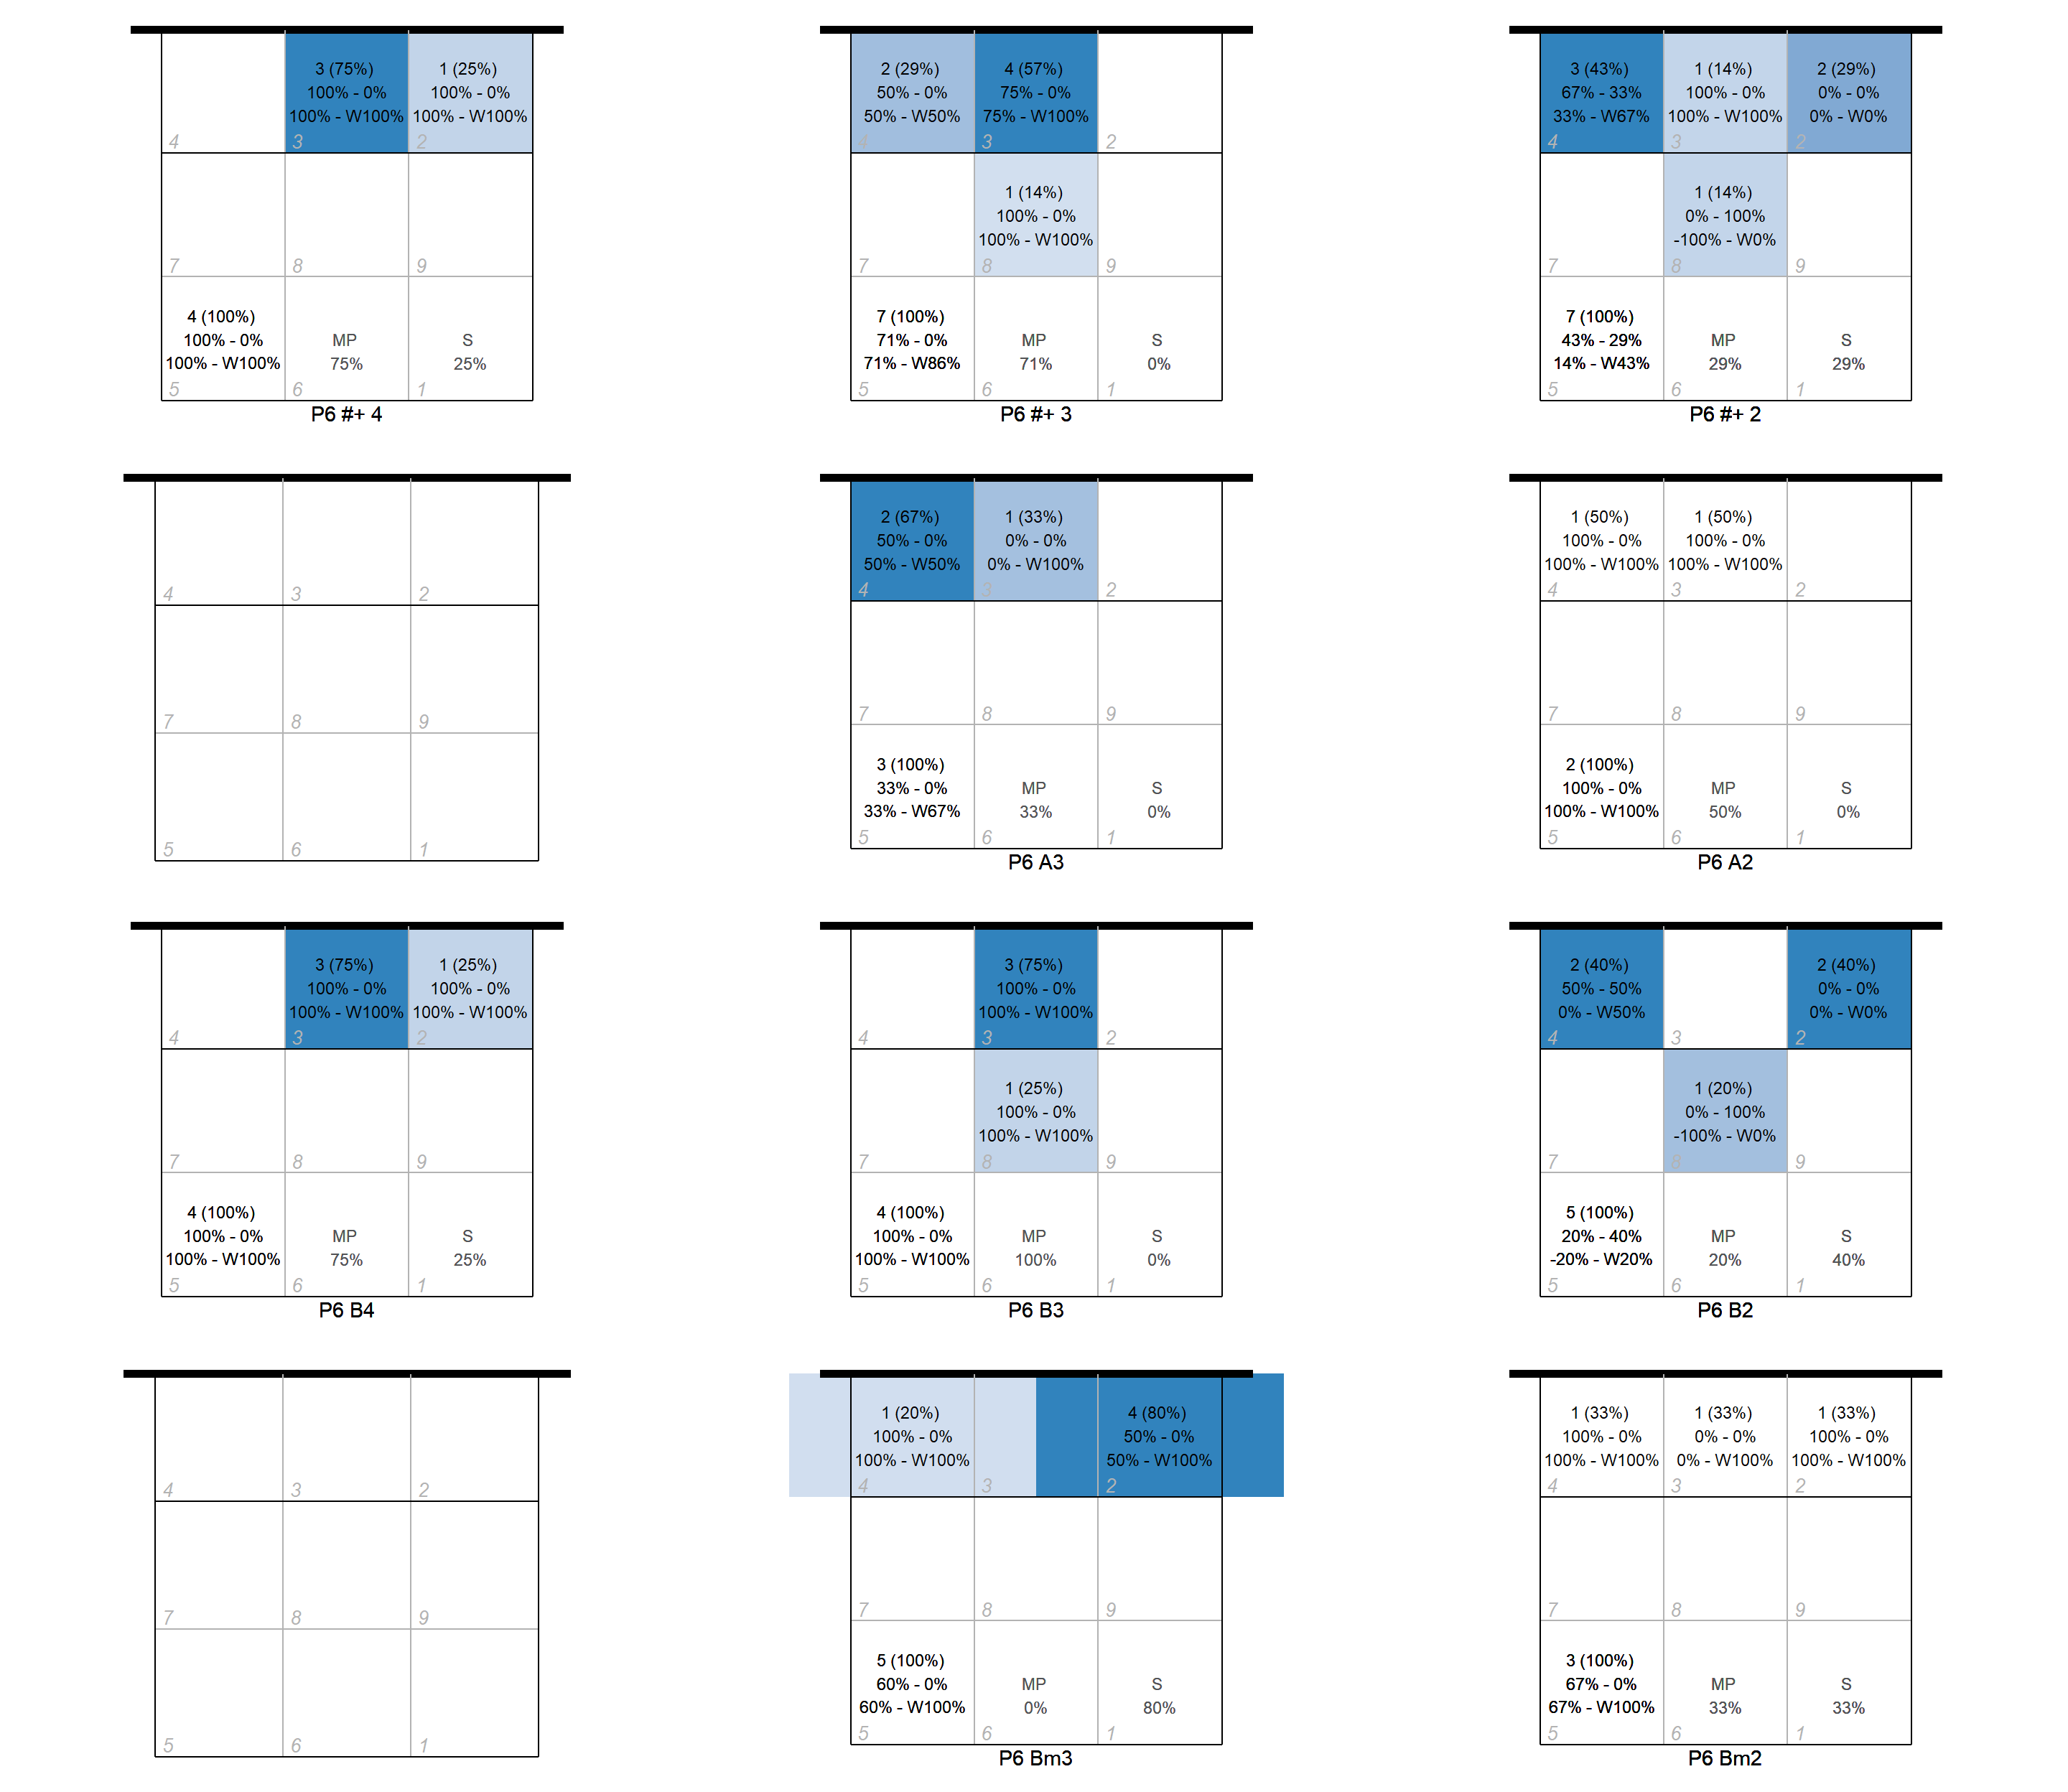 3 (75%)
100% - 0%
100% - W100%
1 (25%)
100% - 0%
100% - W100%
4
3
2
7
8
9
4 (100%)
100% - 0%
100% - W100%
MP
75%
S
25%
5
6
1
P6 #+ 4
2 (29%)
50% - 0%
50% - W50%
4 (57%)
75% - 0%
75% - W100%
4
3
2
1 (14%)
100% - 0%
100% - W100%
7
8
9
7 (100%)
71% - 0%
71% - W86%
MP
71%
S
0%
5
6
1
P6 #+ 3
3 (43%)
67% - 33%
33% - W67%
1 (14%)
100% - 0%
100% - W100%
2 (29%)
0% - 0%
0% - W0%
4
3
2
1 (14%)
0% - 100%
-100% - W0%
7
8
9
7 (100%)
43% - 29%
14% - W43%
MP
29%
S
29%
5
6
1
P6 #+ 2
4
3
2
7
8
9
5
6
1
2 (67%)
50% - 0%
50% - W50%
1 (33%)
0% - 0%
0% - W100%
4
3
2
7
8
9
3 (100%)
33% - 0%
33% - W67%
MP
33%
S
0%
5
6
1
P6 A3
1 (50%)
100% - 0%
100% - W100%
1 (50%)
100% - 0%
100% - W100%
4
3
2
7
8
9
2 (100%)
100% - 0%
100% - W100%
MP
50%
S
0%
5
6
1
P6 A2
3 (75%)
100% - 0%
100% - W100%
1 (25%)
100% - 0%
100% - W100%
4
3
2
7
8
9
4 (100%)
100% - 0%
100% - W100%
MP
75%
S
25%
5
6
1
P6 B4
3 (75%)
100% - 0%
100% - W100%
4
3
2
1 (25%)
100% - 0%
100% - W100%
7
8
9
4 (100%)
100% - 0%
100% - W100%
MP
100%
S
0%
5
6
1
P6 B3
2 (40%)
50% - 50%
0% - W50%
2 (40%)
0% - 0%
0% - W0%
4
3
2
1 (20%)
0% - 100%
-100% - W0%
7
8
9
5 (100%)
20% - 40%
-20% - W20%
MP
20%
S
40%
5
6
1
P6 B2
4
3
2
7
8
9
5
6
1
1 (20%)
100% - 0%
100% - W100%
4 (80%)
50% - 0%
50% - W100%
4
3
2
7
8
9
5 (100%)
60% - 0%
60% - W100%
MP
0%
S
80%
5
6
1
P6 Bm3
1 (33%)
100% - 0%
100% - W100%
1 (33%)
0% - 0%
0% - W100%
1 (33%)
100% - 0%
100% - W100%
4
3
2
7
8
9
3 (100%)
67% - 0%
67% - W100%
MP
33%
S
33%
5
6
1
P6 Bm2